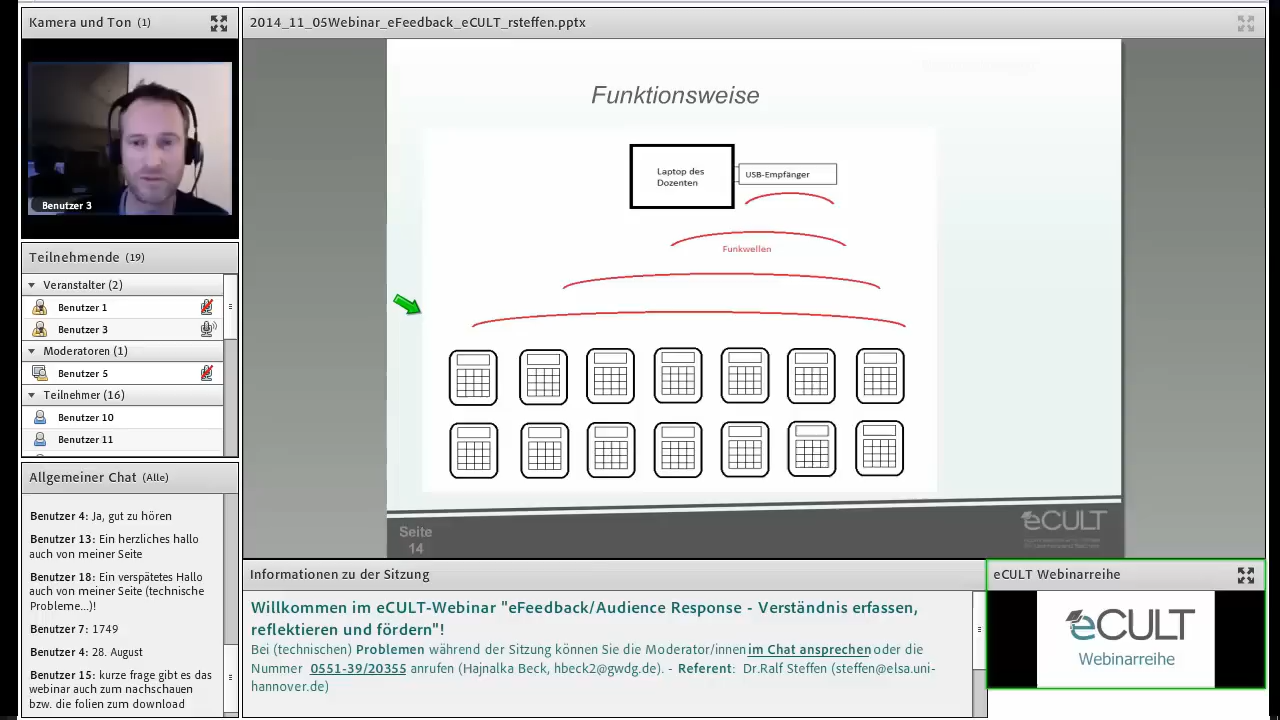 Kamera und Ton (1)
Benutzer 3
Teilnehmende (19)
Veranstalter (2)
Benutzer 1
Benutzer 3
Moderatoren (1)
Benutzer 5
Teilnehmer (16)
Benutzer 10
Benutzer 11
Allgemeiner Chat (Alle)
Benutzer 4: Ja, gut zu hören
Benutzer 13: Ein herzliches hallo
auch von meiner Seite
Benutzer 18: Ein verspätetes Hallo
auch von meiner Seite (technische
Probleme...)!
Benutzer 7: 1749
Benutzer 4: 28. August
Benutzer 15: kurze frage gibt es das
webinar auch zum nachschauen
bzw. die folien zum download
2014_11_05Webinar_eFeedback_eCULT_rsteffen.pptx
Funktionsweise
Laptop des
Dozenten
USB-Empfänger
Funkwellen
Seite
14
eCULT
Informationen zu der Sitzung
Willkommen im eCULT-Webinar "eFeedback/Audience Response - Verständnis erfassen,
reflektieren und fördern"!
Bei (technischen) Problemen während der Sitzung können Sie die Moderator/innen im Chat ansprechen oder die
Nummer 0551-39/20355 anrufen (Hajnalka Beck, hbeck2@gwdg.de). - Referent: Dr.Ralf Steffen (steffen@elsa.uni-
hannover.de)
eCULT Webinarreihe
eCULT
Webinarreihe